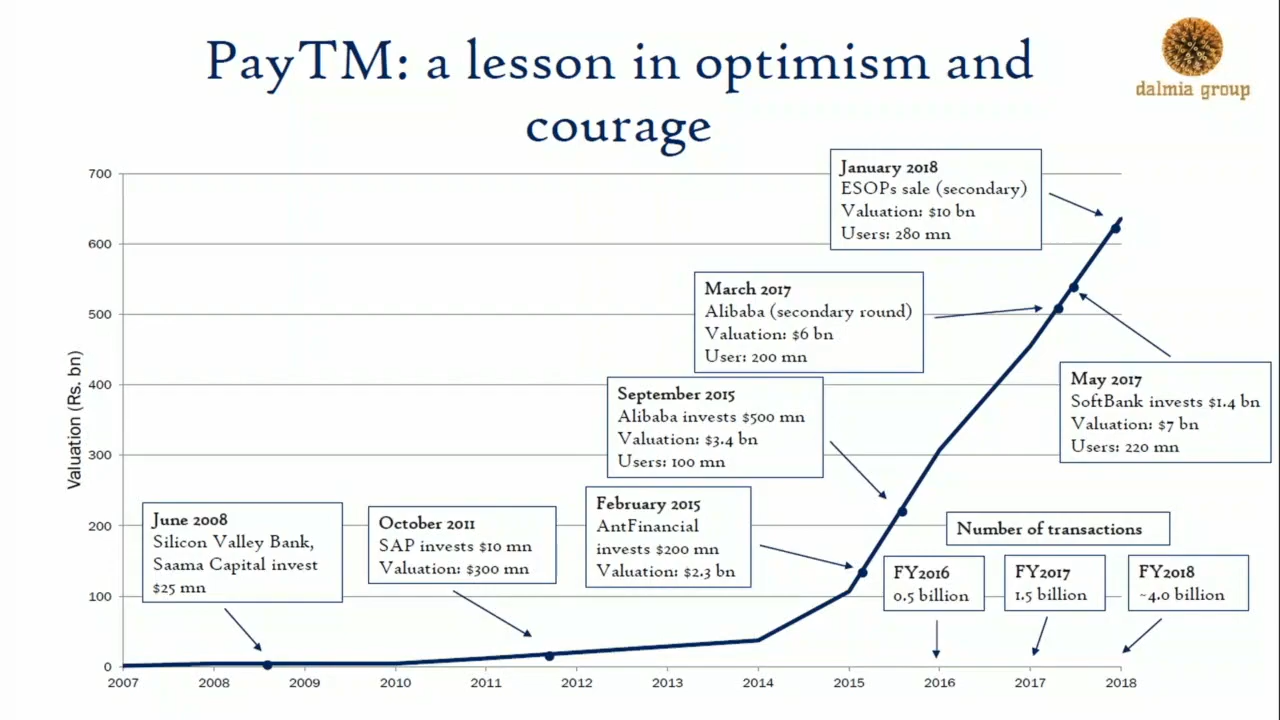 PayTM: a lesson in optimism and
courage
dalmia group
Valuation (Rs. bn)
700
600
500
400
300
200
100
0
2007
2008
2009
2010
2011
2012
2013
2014
2015
2016
2017
2018
June 2008
Silicon Valley Bank,
Saama Capital invest
$25 mn
October 2011
SAP invests $10 mn
Valuation: $300 mn
February 2015
AntFinancial
invests $200 mn
Valuation: $2.3 bn
September 2015
Alibaba invests $500 mn
Valuation: $3.4 bn
Users: 100 mn
March 2017
Alibaba (secondary round)
Valuation: $6 bn
User: 200 mn
January 2018
ESOPs sale (secondary)
Valuation: $10 bn
Users: 280 mn
May 2017
SoftBank invests $1.4 bn
Valuation: $7 bn
Users: 220 mn
Number of transactions
FY2016
0.5 billion
FY2017
1.5 billion
FY2018
~4.0 billion